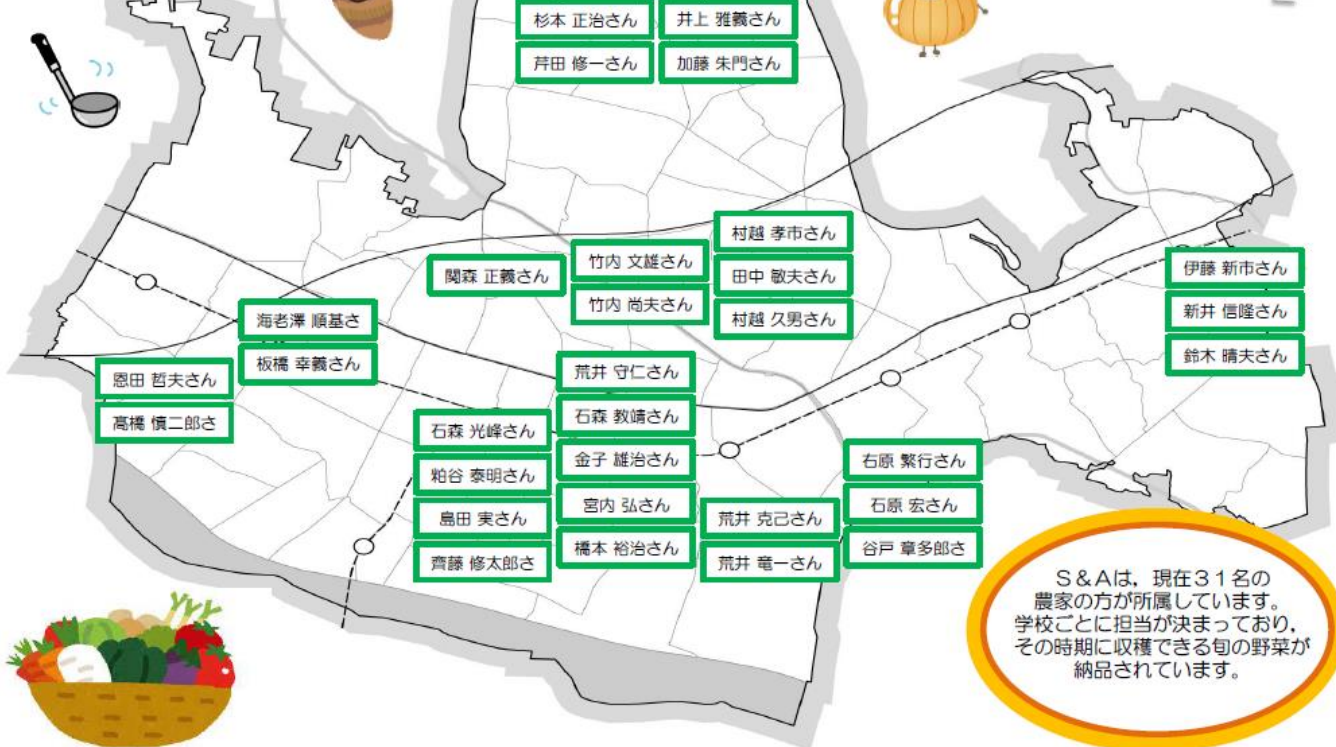 杉本 正治さん
井上 雅義さん
芹田 修一さん
加藤 朱門さん
関森 正義さん
竹内 文雄さん
竹内 尚夫さん
村越 孝市さん
田中 敏夫さん
村越 久男さん
伊藤 新市さん
新井 信隆さん
鈴木 晴夫さん
海老澤 順基さ
板橋 幸義さん
恩田 哲夫さん
髙橋 慎二郎さ
荒井 守仁さん
石森 教靖さん
金子 雄治さん
宮内 弘さん
橋本 裕治さん
石森 光峰さん
粕谷 泰明さん
島田 実さん
齊藤 修太郎さ
荒井 克己さん
荒井 竜一さん
石原 繁行さん
石原 宏さん
谷戸 章多郎さ
S&Aは，現在31名の
農家の方が所属しています。
学校ごとに担当が決まっており，
その時期に収穫できる旬の野菜が
納品されています。